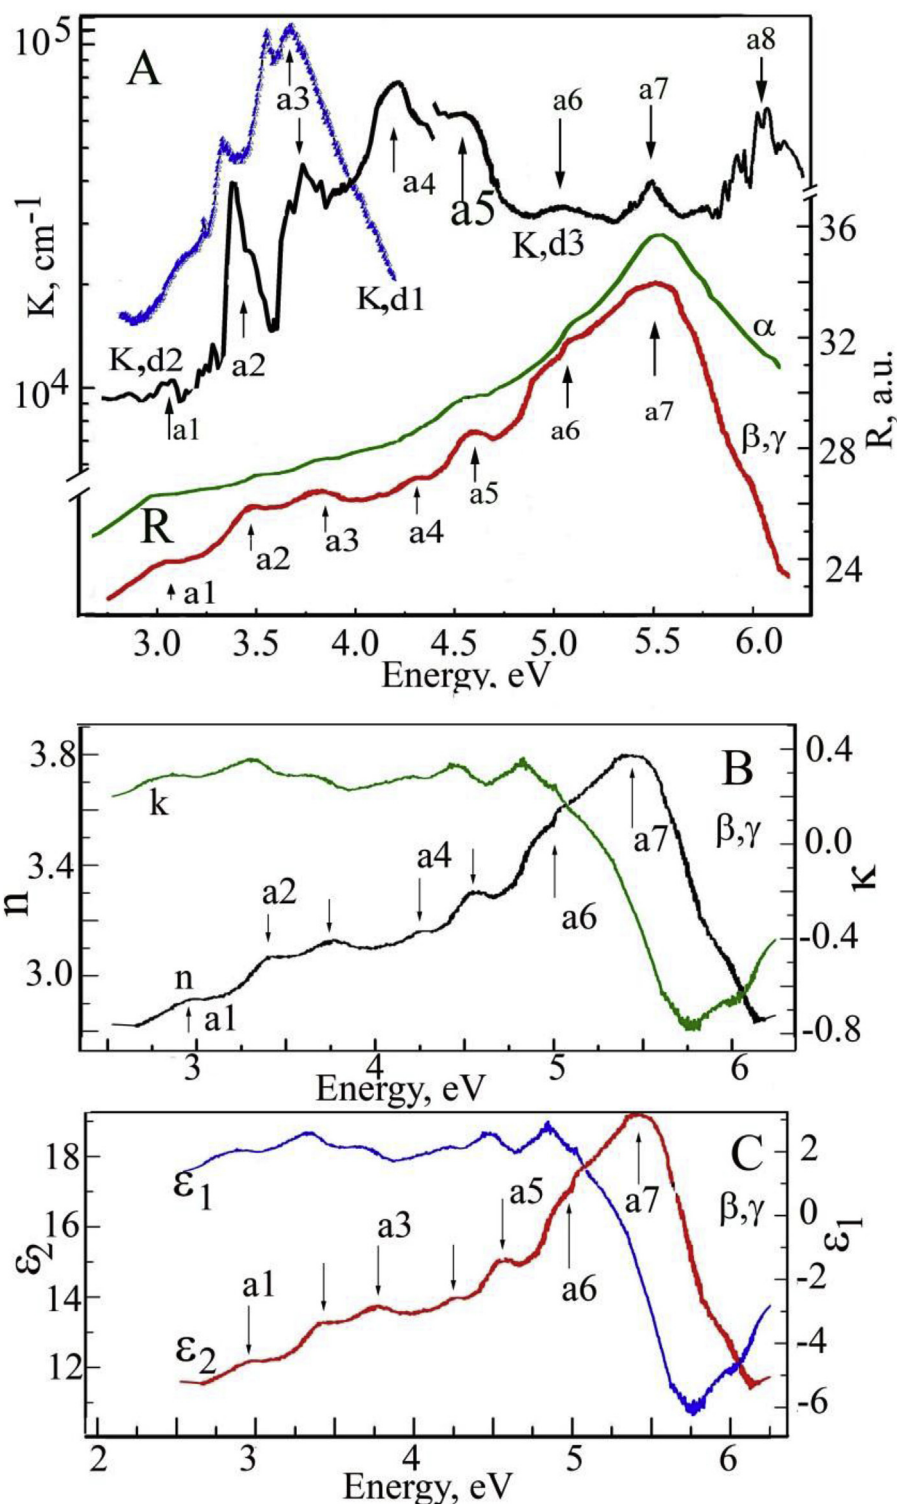 10⁵
A
a3
a4
a5
a6
a7
a8
K, cm⁻¹
K,d3
K,d1
36
K,d2
a2
α
32
10⁴
a1
a6
a7
β,γ
R, a.u.
28
R
a1
a2
a3
a4
a5
24
3.0 3.5 4.0 4.5 5.0 5.5 6.0
Energy, eV
3.8
B
0.4
k
β,γ
a7
0.0
3.4
a4
n
a2
a6
κ
3.0
n
a1
-0.4
-0.8
3 4 5 6
Energy, eV
18
C
2
ε₁
a5
a7
β,γ
16
a3
0
ε₂
ε₁
a1
a6
-2
14
-4
ε₂
12
-6
2 3 4 5 6
Energy, eV